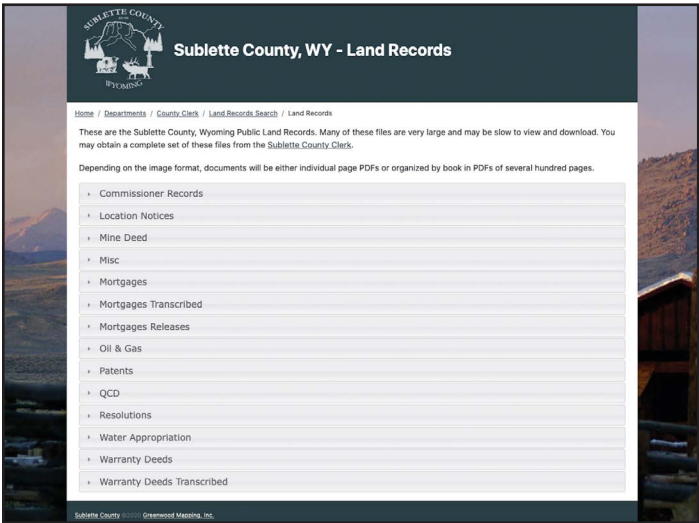 SUBLETTE COUNTY
WYOMING
Sublette County, WY - Land Records
Home / Departments / County Clerk / Land Records Search / Land Records
These are the Sublette County, Wyoming Public Land Records. Many of these files are very large and may be slow to view and download. You
may obtain a complete set of these files from the Sublette County Clerk.
Depending on the image format, documents will be either individual page PDFs or organized by book in PDFs of several hundred pages.
Commissioner Records
Location Notices
Mine Deed
Misc
Mortgages
Mortgages Transcribed
Mortgages Releases
Oil & Gas
Patents
QCD
Resolutions
Water Appropriation
Warranty Deeds
Warranty Deeds Transcribed
Sublette County ©2020 Greenwood Mapping, Inc.